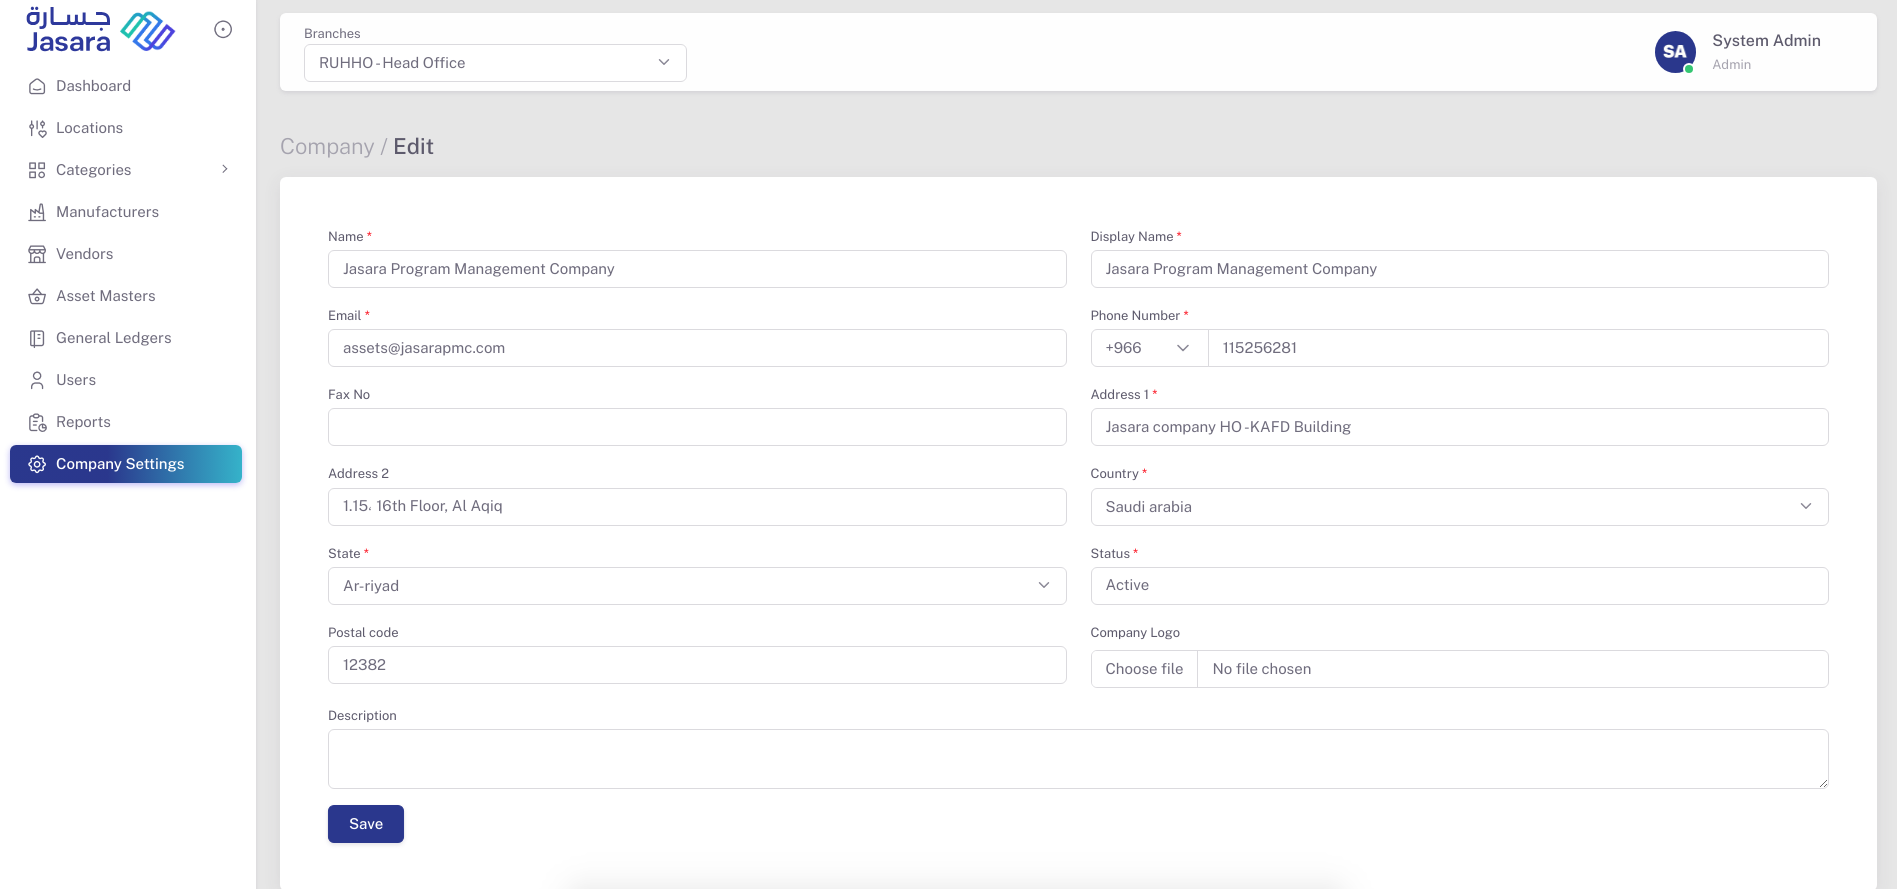 جسارة
Jasara
Dashboard
Locations
Categories
Manufacturers
Vendors
Asset Masters
General Ledgers
Users
Reports
Company Settings
Branches
RUHHO - Head Office
SA
System Admin
Admin
Company / Edit
Name *
Jasara Program Management Company
Display Name *
Jasara Program Management Company
Email *
assets@jasarapmc.com
Phone Number *
+966
115256281
Fax No
Address 1 *
Jasara company HO -KAFD Building
Address 2
1.15، 16th Floor, Al Aqiq
Country *
Saudi arabia
State *
Ar-riyad
Status *
Active
Postal code
12382
Company Logo
Choose file No file chosen
Description
Save